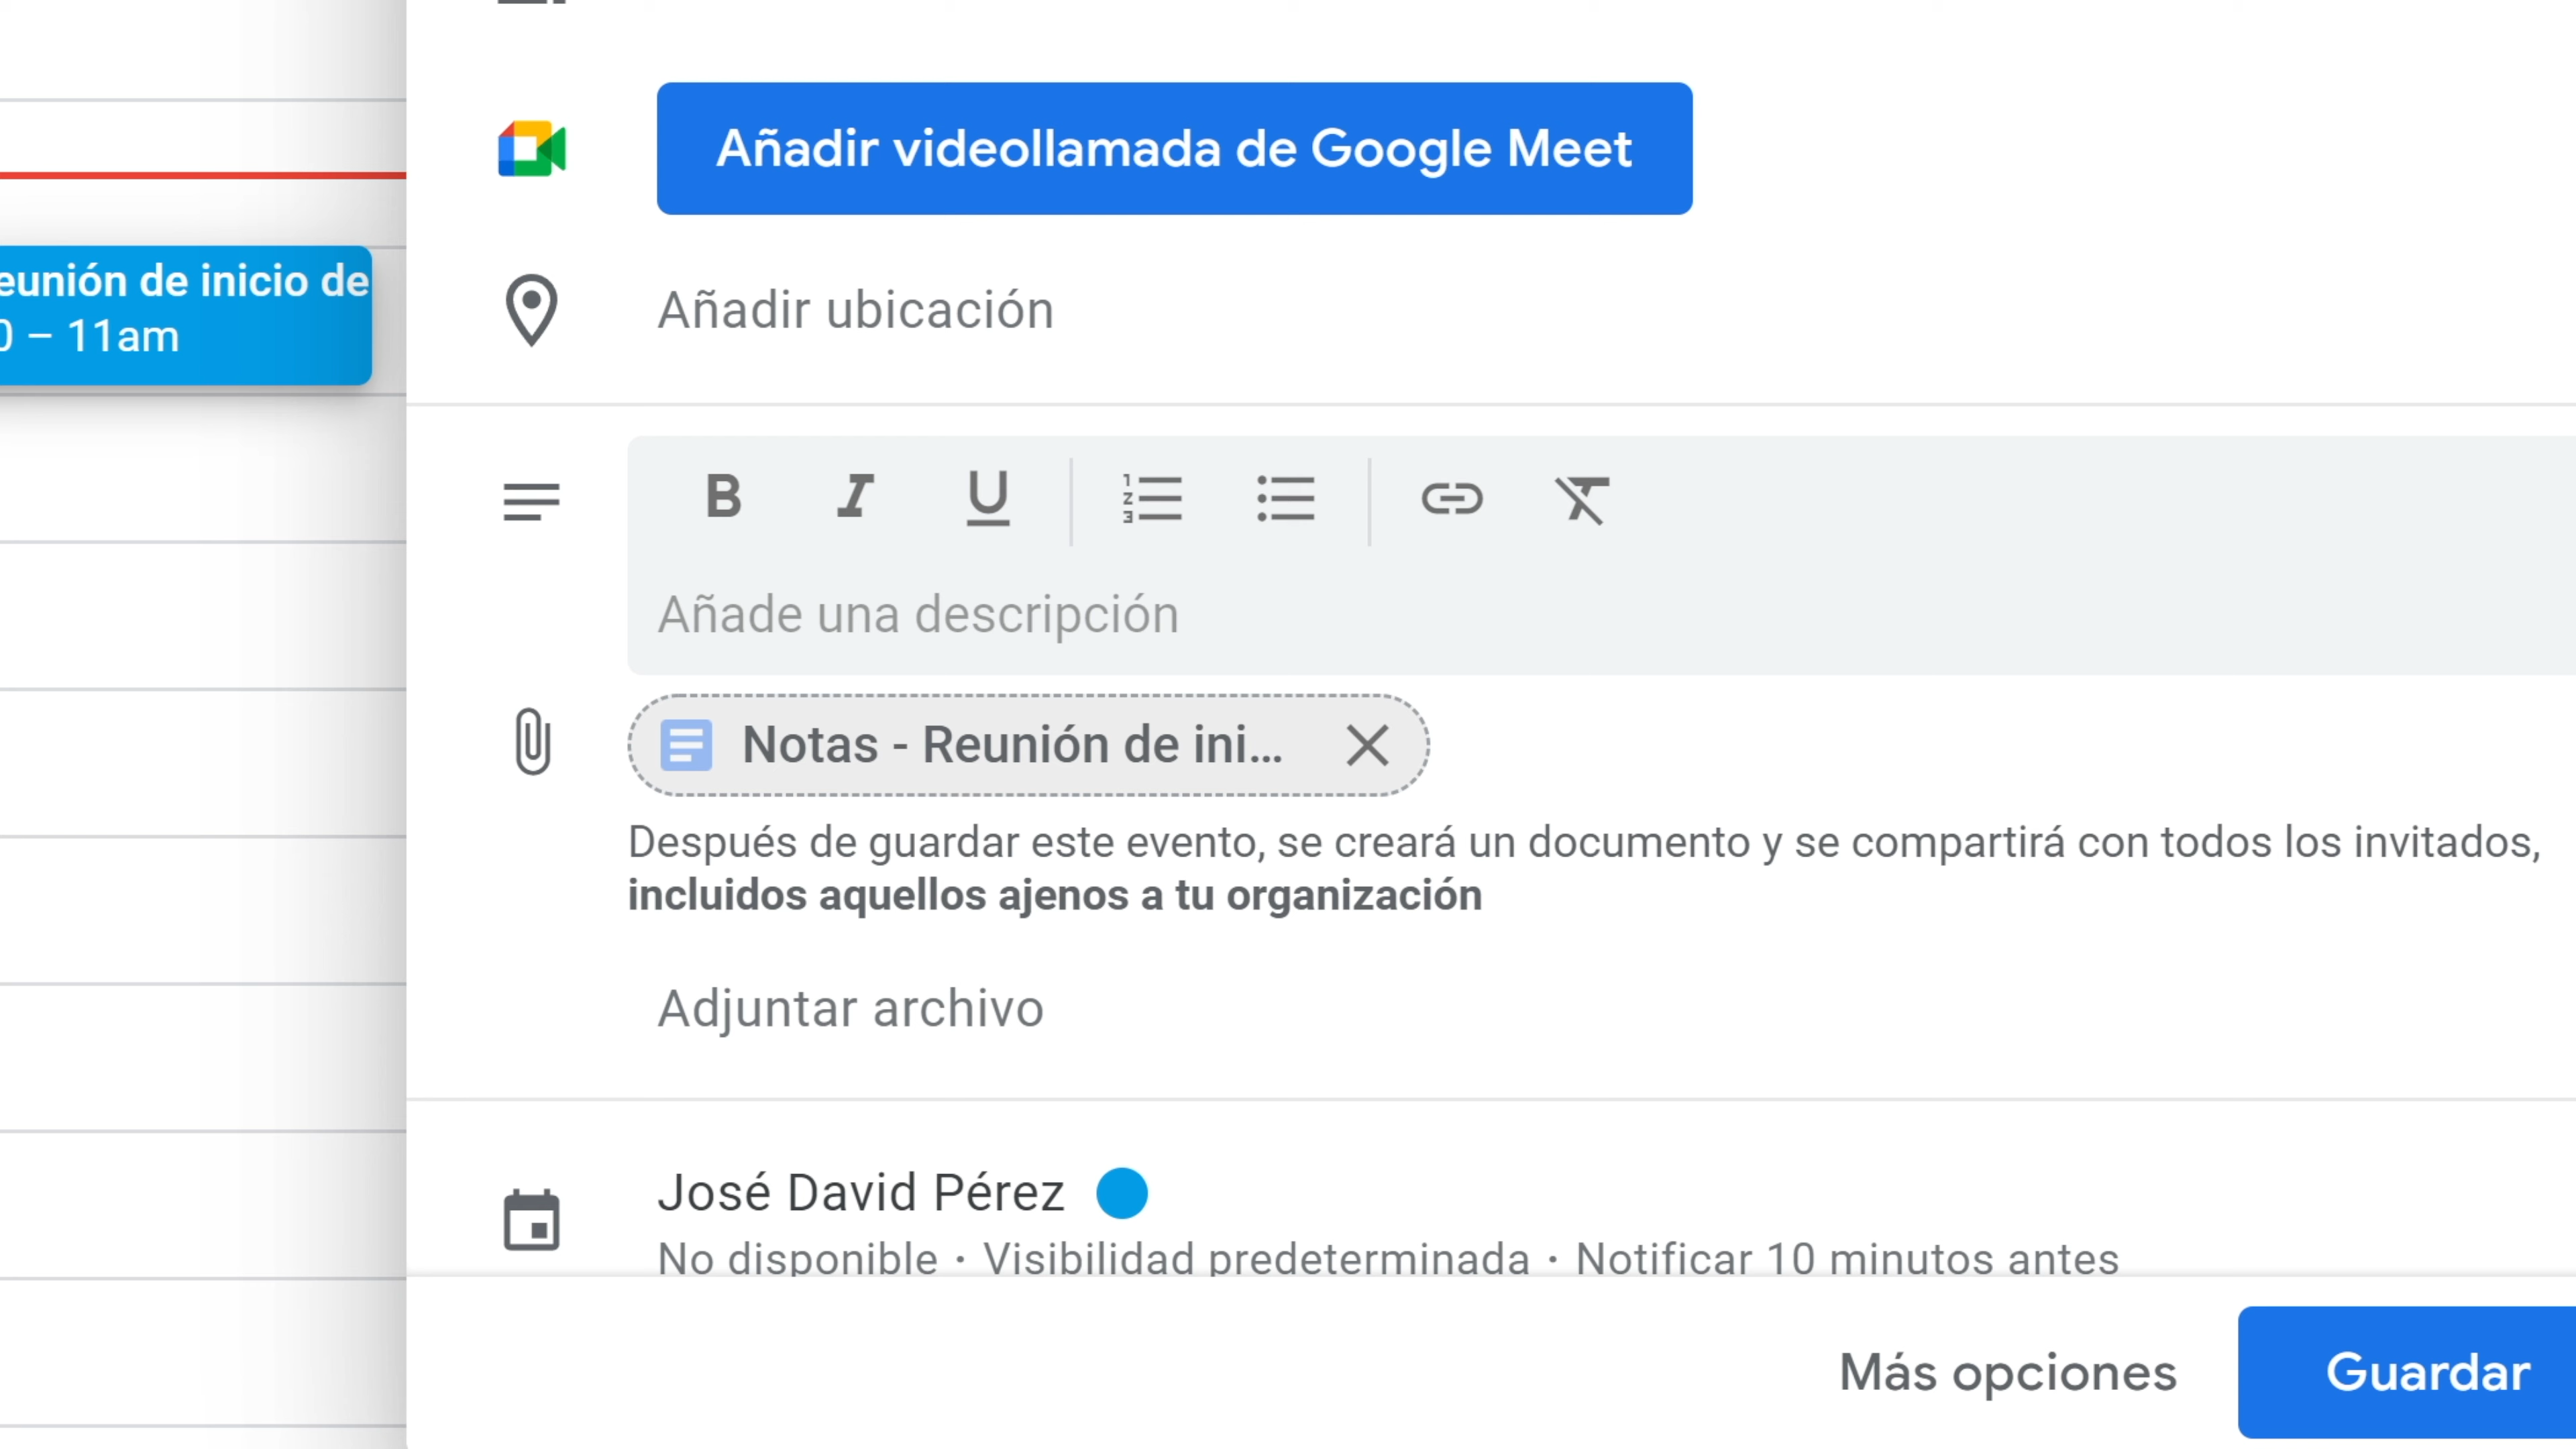 Añadir videollamada de Google Meet
eunión de inicio de
0 – 11am
Añadir ubicación
B I U
Añade una descripción
Notas - Reunión de ini...
Después de guardar este evento, se creará un documento y se compartirá con todos los invitados,
incluidos aquellos ajenos a tu organización
Adjuntar archivo
José David Pérez
No disponible · Visibilidad predeterminada · Notificar 10 minutos antes
Más opciones
Guardar